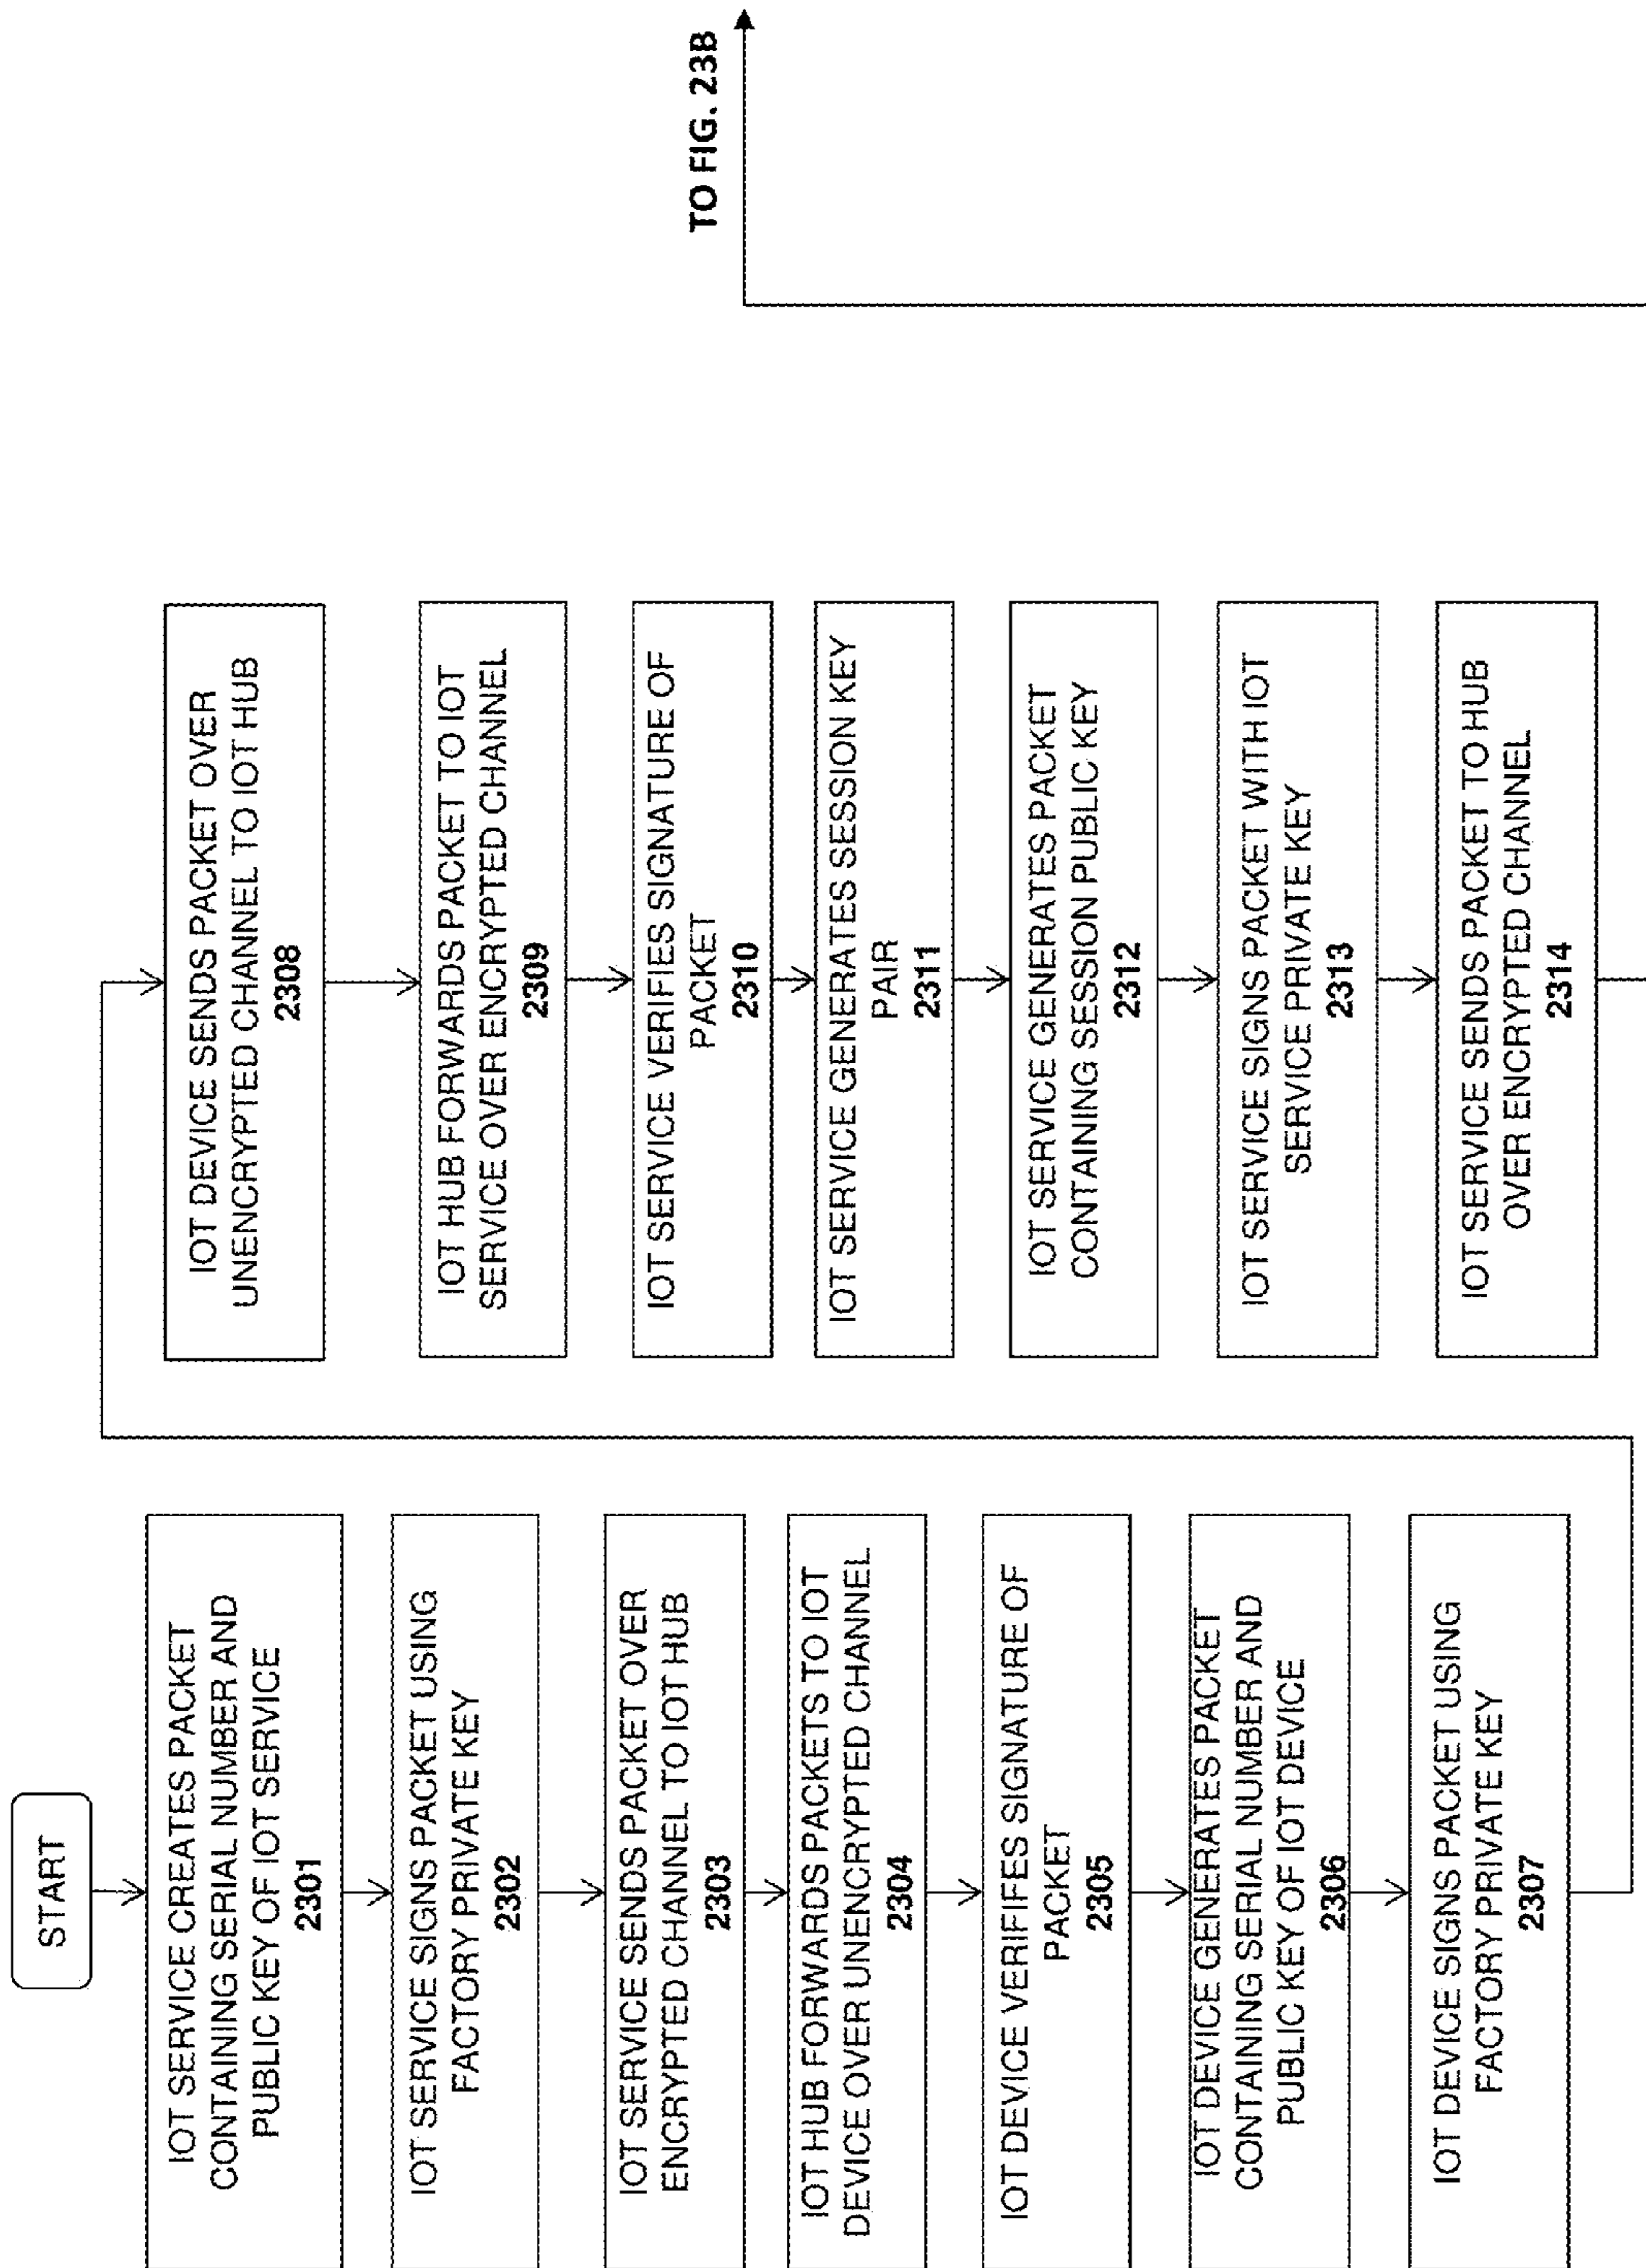 START
IOT SERVICE CREATES PACKET
CONTAINING SERIAL NUMBER AND
PUBLIC KEY OF IOT SERVICE
2301
IOT SERVICE SIGNS PACKET USING
FACTORY PRIVATE KEY
2302
IOT SERVICE SENDS PACKET OVER
ENCRYPTED CHANNEL TO IOT HUB
2303
IOT HUB FORWARDS PACKETS TO IOT
DEVICE OVER UNENCRYPTED CHANNEL
2304
IOT DEVICE VERIFIFES SIGNATURE OF
PACKET
2305
IOT DEVICE GENERATES PACKET
CONTAINING SERIAL NUMBER AND
PUBLIC KEY OF IOT DEVICE
2306
IOT DEVICE SIGNS PACKET USING
FACTORY PRIVATE KEY
2307
IOT DEVICE SENDS PACKET OVER
UNENCRYPTED CHANNEL TO IOT HUB
2308
IOT HUB FORWARDS PACKET TO IOT
SERVICE OVER ENCRYPTED CHANNEL
2309
IOT SERVICE VERIFIES SIGNATURE OF
PACKET
2310
IOT SERVICE GENERATES SESSION KEY
PAIR
2311
IOT SERVICE GENERATES PACKET
CONTAINING SESSION PUBLIC KEY
2312
IOT SERVICE SIGNS PACKET WITH IOT
SERVICE PRIVATE KEY
2313
IOT SERVICE SENDS PACKET TO HUB
OVER ENCRYPTED CHANNEL
2314
TO FIG. 23B